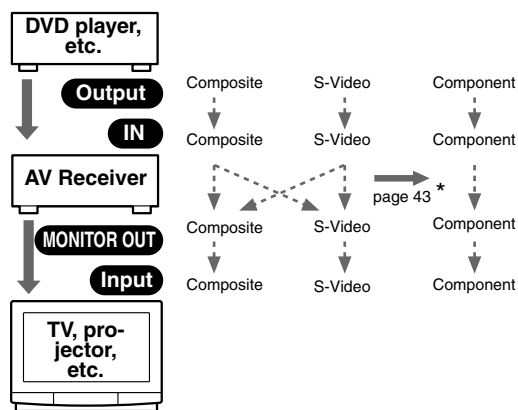 DVD player,
etc.
Output
Composite S-Video Component
IN
Composite S-Video Component
AV Receiver
page 43 *
MONITOR OUT
Composite S-Video Component
Input
Composite S-Video Component
TV, pro-
jector,
etc.